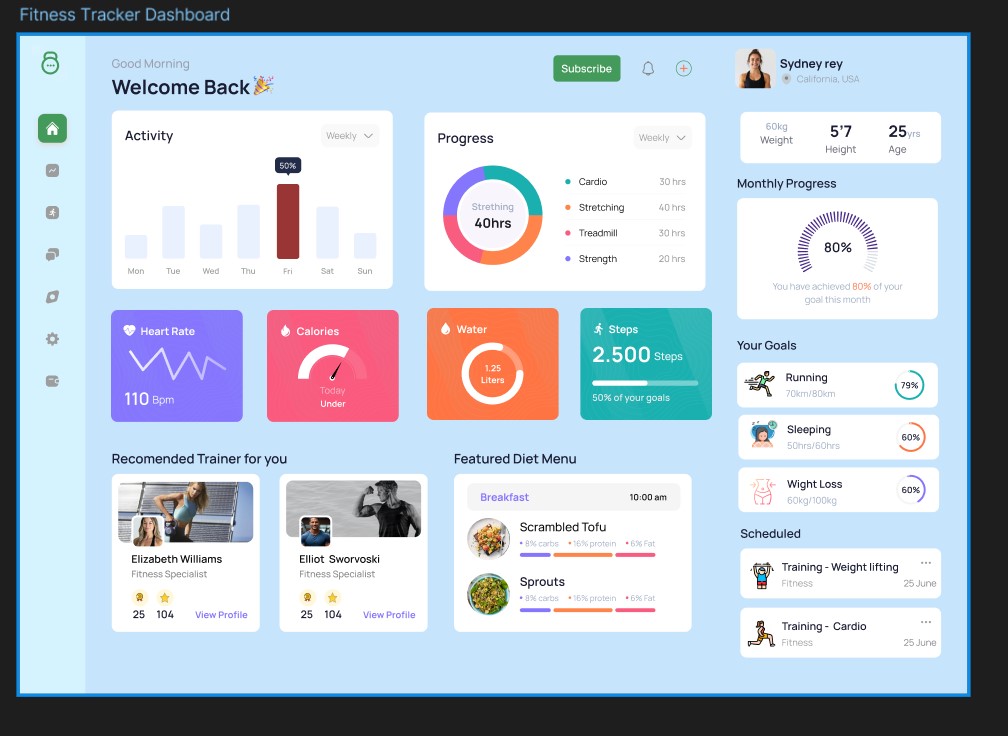 Fitness Tracker Dashboard
Good Morning
Welcome Back
Subscribe
Sydney rey
California, USA
Activity
Weekly
50%
Mon Tue Wed Thu Fri Sat Sun
Progress
Weekly
Strething
40hrs
Cardio 30 hrs
Stretching 40 hrs
Treadmill 30 hrs
Strength 20 hrs
60kg
Weight
5'7
Height
25yrs
Age
Monthly Progress
80%
You have achieved 80% of your
goal this month
Heart Rate
110 Bpm
Calories
Today
Under
Water
1.25
Liters
Steps
2.500 Steps
50% of your goals
Your Goals
Running
70km/80km
79%
Sleeping
50hrs/60hrs
60%
Wight Loss
60kg/100kg
60%
Recomended Trainer for you
Elizabeth Williams
Fitness Specialist
25 104 View Profile
Elliot Sworvoski
Fitness Specialist
25 104 View Profile
Featured Diet Menu
Breakfast 10:00 am
Scrambled Tofu
8% carbs 16% protein 6% Fat
Sprouts
8% carbs 16% protein 6% Fat
Scheduled
Training - Weight lifting
Fitness 25 June
Training - Cardio
Fitness 25 June